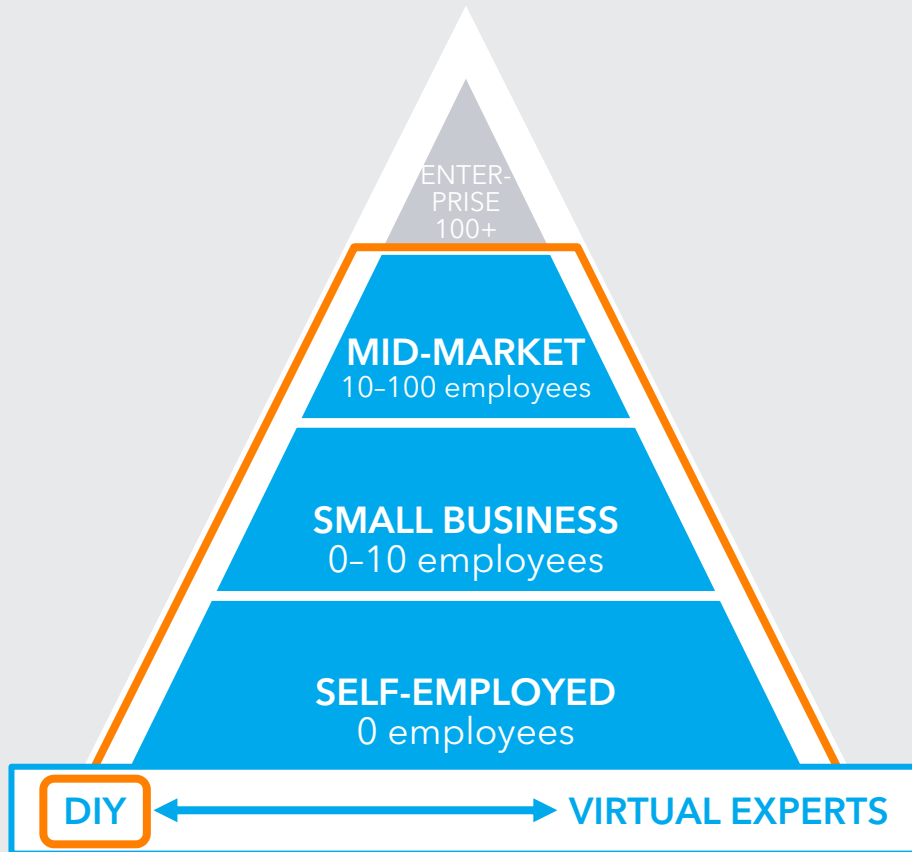 ENTER-
PRISE
100+
MID-MARKET
10–100 employees
SMALL BUSINESS
0–10 employees
SELF-EMPLOYED
0 employees
DIY VIRTUAL EXPERTS